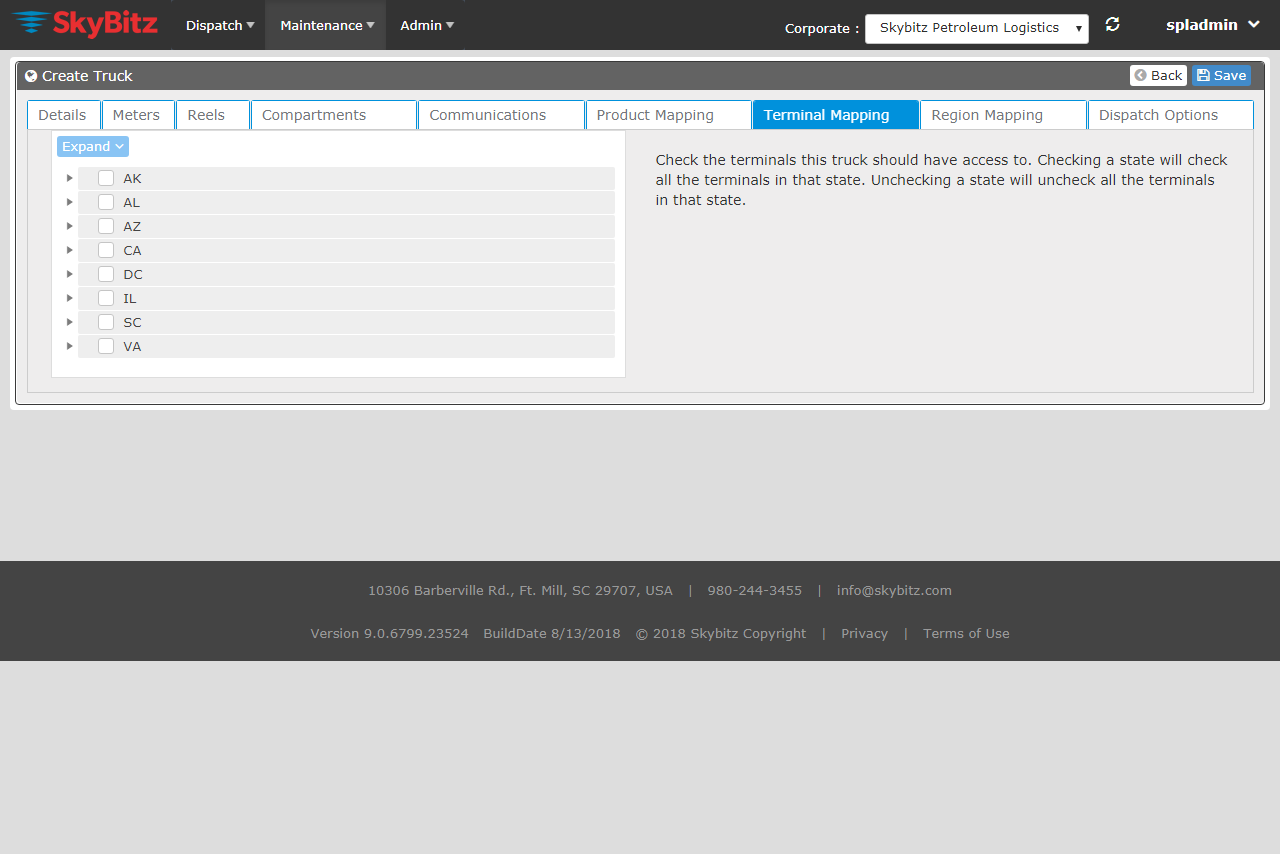 SkyBitz Dispatch Maintenance Admin Corporate : Skybitz Petroleum Logistics spladmin
Create Truck Back Save
Details Meters Reels Compartments Communications Product Mapping Terminal Mapping Region Mapping Dispatch Options
Expand
AK
AL
AZ
CA
DC
IL
SC
VA
Check the terminals this truck should have access to. Checking a state will check
all the terminals in that state. Unchecking a state will uncheck all the terminals
in that state.
10306 Barberville Rd., Ft. Mill, SC 29707, USA | 980-244-3455 | info@skybitz.com
Version 9.0.6799.23524 BuildDate 8/13/2018 © 2018 Skybitz Copyright | Privacy | Terms of Use